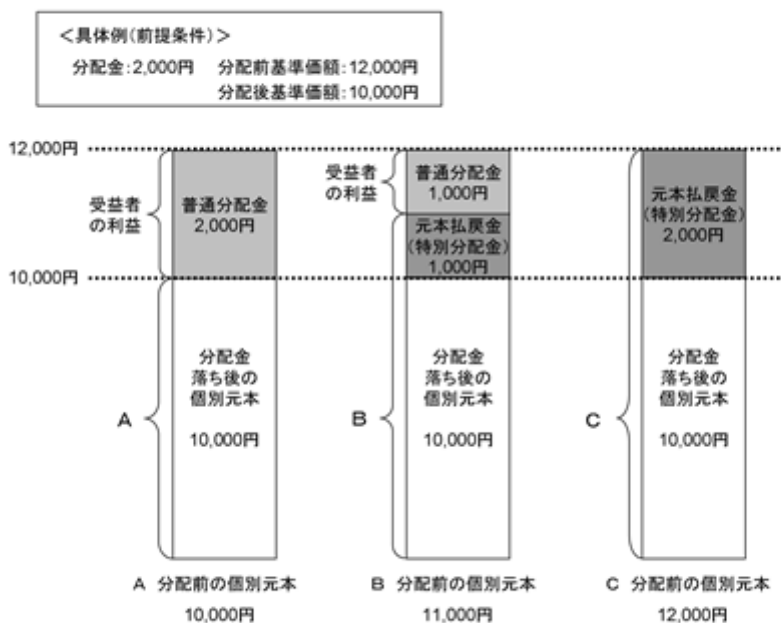 ＜具体例(前提条件)＞
分配金:2,000円　分配前基準価額:12,000円
分配後基準価額:10,000円
12,000円
受益者
の利益
普通分配金
2,000円
10,000円
A
分配金
落ち後の
個別元本
10,000円
A 分配前の個別元本
10,000円
受益者
の利益
普通分配金
1,000円
元本払戻金
(特別分配金)
1,000円
B
分配金
落ち後の
個別元本
10,000円
B 分配前の個別元本
11,000円
元本払戻金
(特別分配金)
2,000円
C
分配金
落ち後の
個別元本
10,000円
C 分配前の個別元本
12,000円